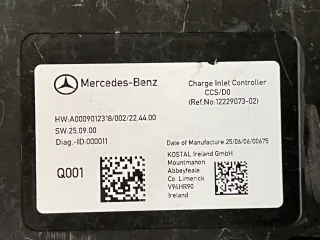 Mercedes-Benz
Charge Inlet Controller
CCS/D0
(Ref.No:12229073-02)
HW:A0009012318/002/22.44.00
SW:25.09.00
Diag.-ID:000011
Date of Manufacture 25/06/06/00675
Q001
KOSTAL Ireland GmbH
Mountmahon
Abbeyfeale
Co. Limerick
V94HR90
Ireland